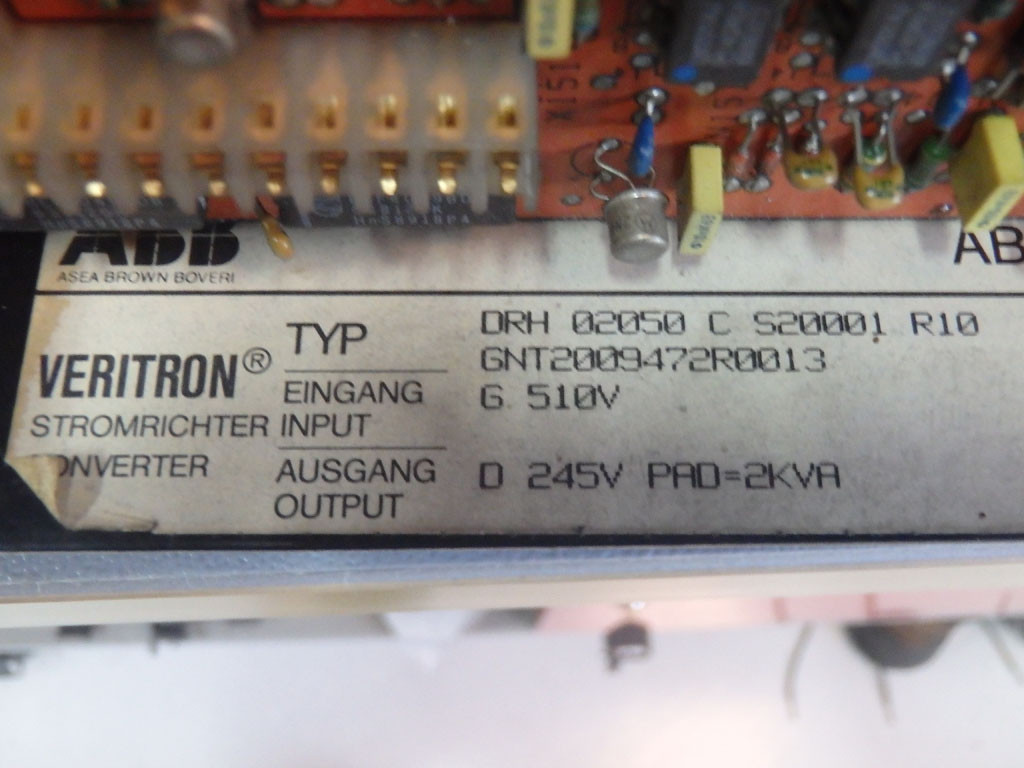 X151
ABB
ASEA BROWN BOVERI
AB
VERITRON®
STROMRICHTER
ONVERTER
TYP
DRH 02050 C S20001 R10
GNT2009472R0013
EINGANG
INPUT
G 510V
AUSGANG
OUTPUT
D 245V PAD=2KVA